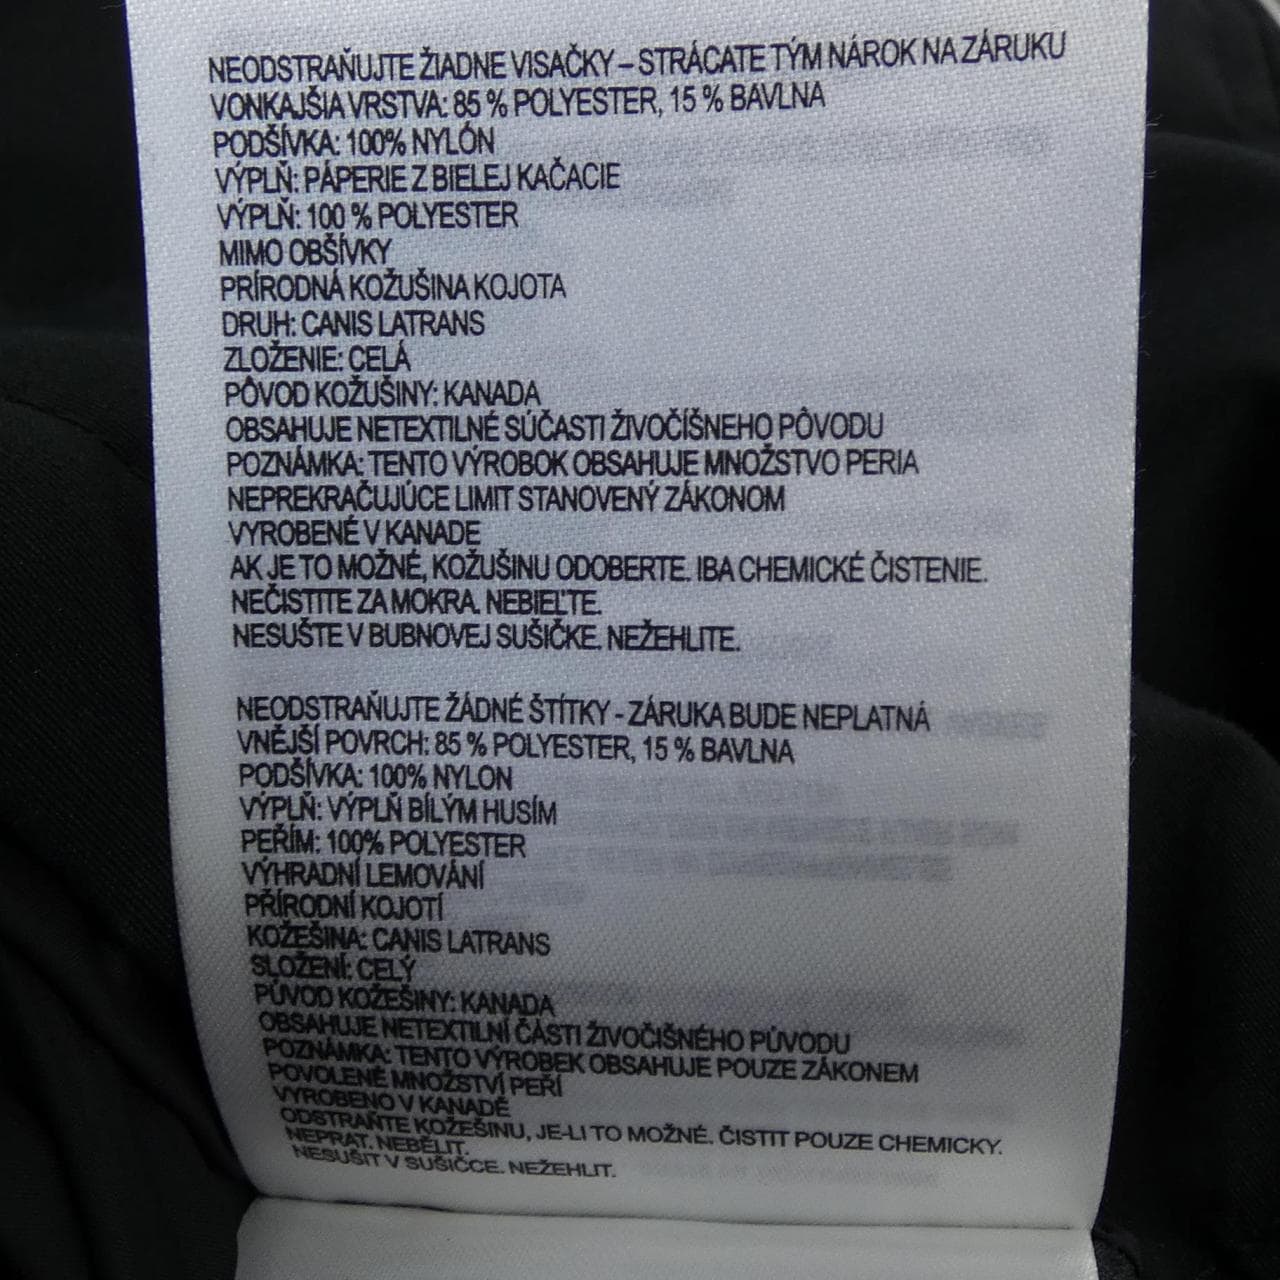 NEODSTRAŇUJTE ŽIADNE VISAČKY – STRÁCATE TÝM NÁROK NA ZÁRUKU
VONKAJŠIA VRSTVA: 85 % POLYESTER, 15 % BAVLNA
PODŠÍVKA: 100% NYLÓN
VÝPLŇ: PÁPERIE Z BIELEJ KAČACIE
VÝPLŇ: 100 % POLYESTER
MIMO OBŠÍVKY
PRÍRODNÁ KOŽUŠINA KOJOTA
DRUH: CANIS LATRANS
ZLOŽENIE: CELÁ
PÔVOD KOŽUŠINY: KANADA
OBSAHUJE NETEXTILNÉ SÚČASTI ŽIVOČÍŠNEHO PÔVODU
POZNÁMKA: TENTO VÝROBOK OBSAHUJE MNOŽSTVO PERIA
NEPREKRAČUJÚCE LIMIT STANOVENÝ ZÁKONOM
VYROBENÉ V KANADE
AK JE TO MOŽNÉ, KOŽUŠINU ODOBERTE. IBA CHEMICKÉ ČISTENIE.
NEČISTITE ZA MOKRA. NEBIEĽTE.
NESUŠTE V BUBNOVEJ SUŠIČKE. NEŽEHLITE.
NEODSTRAŇUJTE ŽÁDNÉ ŠTÍTKY - ZÁRUKA BUDE NEPLATNÁ
VNĚJŠÍ POVRCH: 85 % POLYESTER, 15 % BAVLNA
PODŠÍVKA: 100% NYLON
VÝPLŇ: VÝPLŇ BÍLÝM HUSÍM
PEŘÍM: 100% POLYESTER
VÝHRADNÍ LEMOVÁNÍ
PŘÍRODNÍ KOJOTÍ
KOŽEŠINA: CANIS LATRANS
SLOŽENÍ: CELÝ
PŮVOD KOŽEŠINY: KANADA
OBSAHUJE NETEXTILNÍ ČÁSTI ŽIVOČIŠNÉHO PŮVODU
POZNÁMKA: TENTO VÝROBEK OBSAHUJE POUZE ZÁKONEM
POVOLENÉ MNOŽSTVÍ PEŘÍ
VYROBENO V KANADĚ
ODSTRAŇTE KOŽEŠINU, JE-LI TO MOŽNÉ. ČISTIT POUZE CHEMICKY.
NEPRAT. NEBĚLIT.
NESUŠIT V SUŠIČCE. NEŽEHLIT.